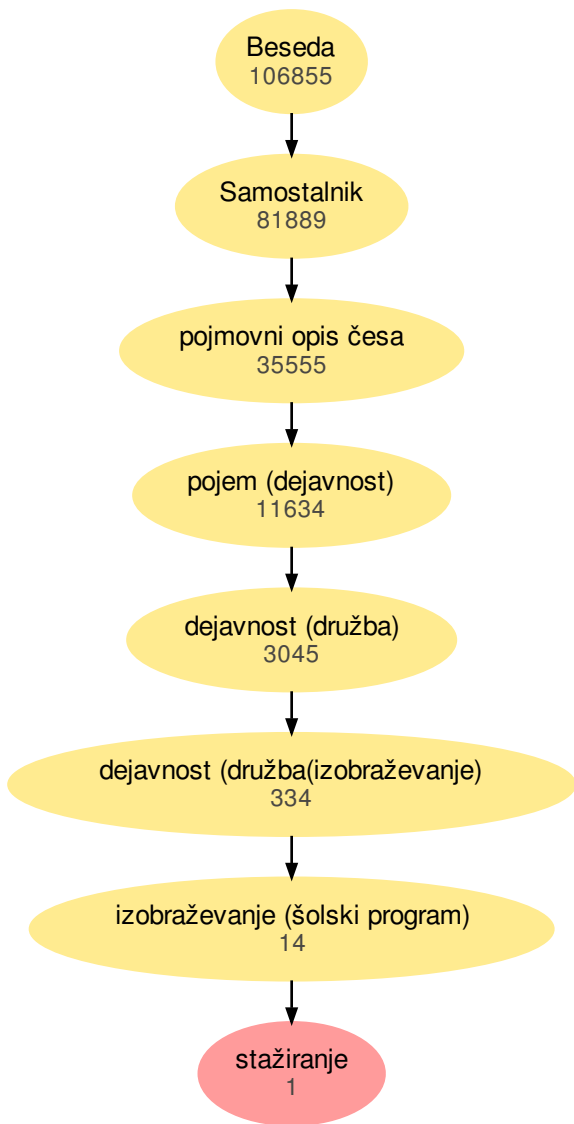 Beseda
106855
Samostalnik
81889
pojmovni opis česa
35555
pojem (dejavnost)
11634
dejavnost (družba)
3045
dejavnost (družba(izobraževanje)
334
izobraževanje (šolski program)
14
stažiranje
1